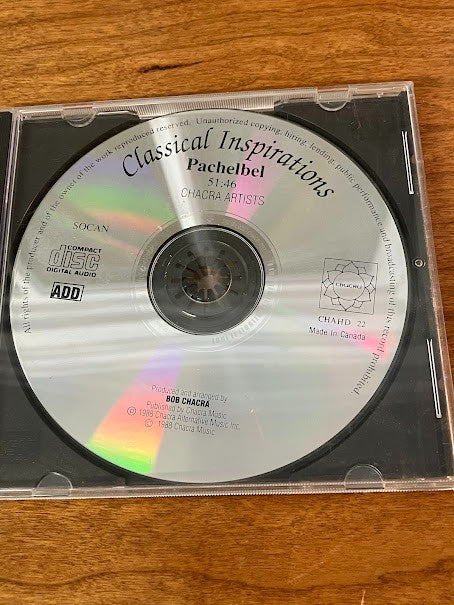 All rights of the producer and of the owner of the work reproduced reserved. Unauthorized copying, hiring, lending, public performance and broadcasting of this record prohibited.
Classical Inspirations
Pachelbel
51:46
CHACRA ARTISTS
SOCAN
COMPACT
disc
DIGITAL AUDIO
ADD
CHACRA
CHAHD 22
Made In Canada
Produced and arranged by
BOB CHACRA
Published by Chacra Music
© 1988 Chacra Alternative Music Inc.
© 1988 Chacra Music